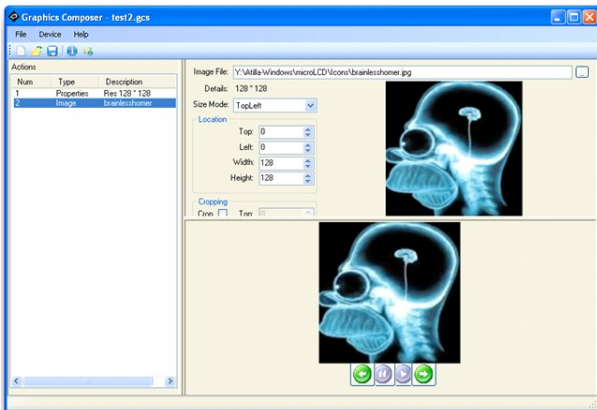 Graphics Composer - test2.gcs
File Device Help
Actions
Num Type Description
1 Properties Res 128 * 128
2 Image brainlesshomer
Image File: Y:\Atilla-Windows\microLCD\Icons\brainlesshomer.jpg ...
Details: 128 * 128
Size Mode: TopLeft
Location
Top: 0
Left: 0
Width: 128
Height: 128
Cropping
Crop Top: 0